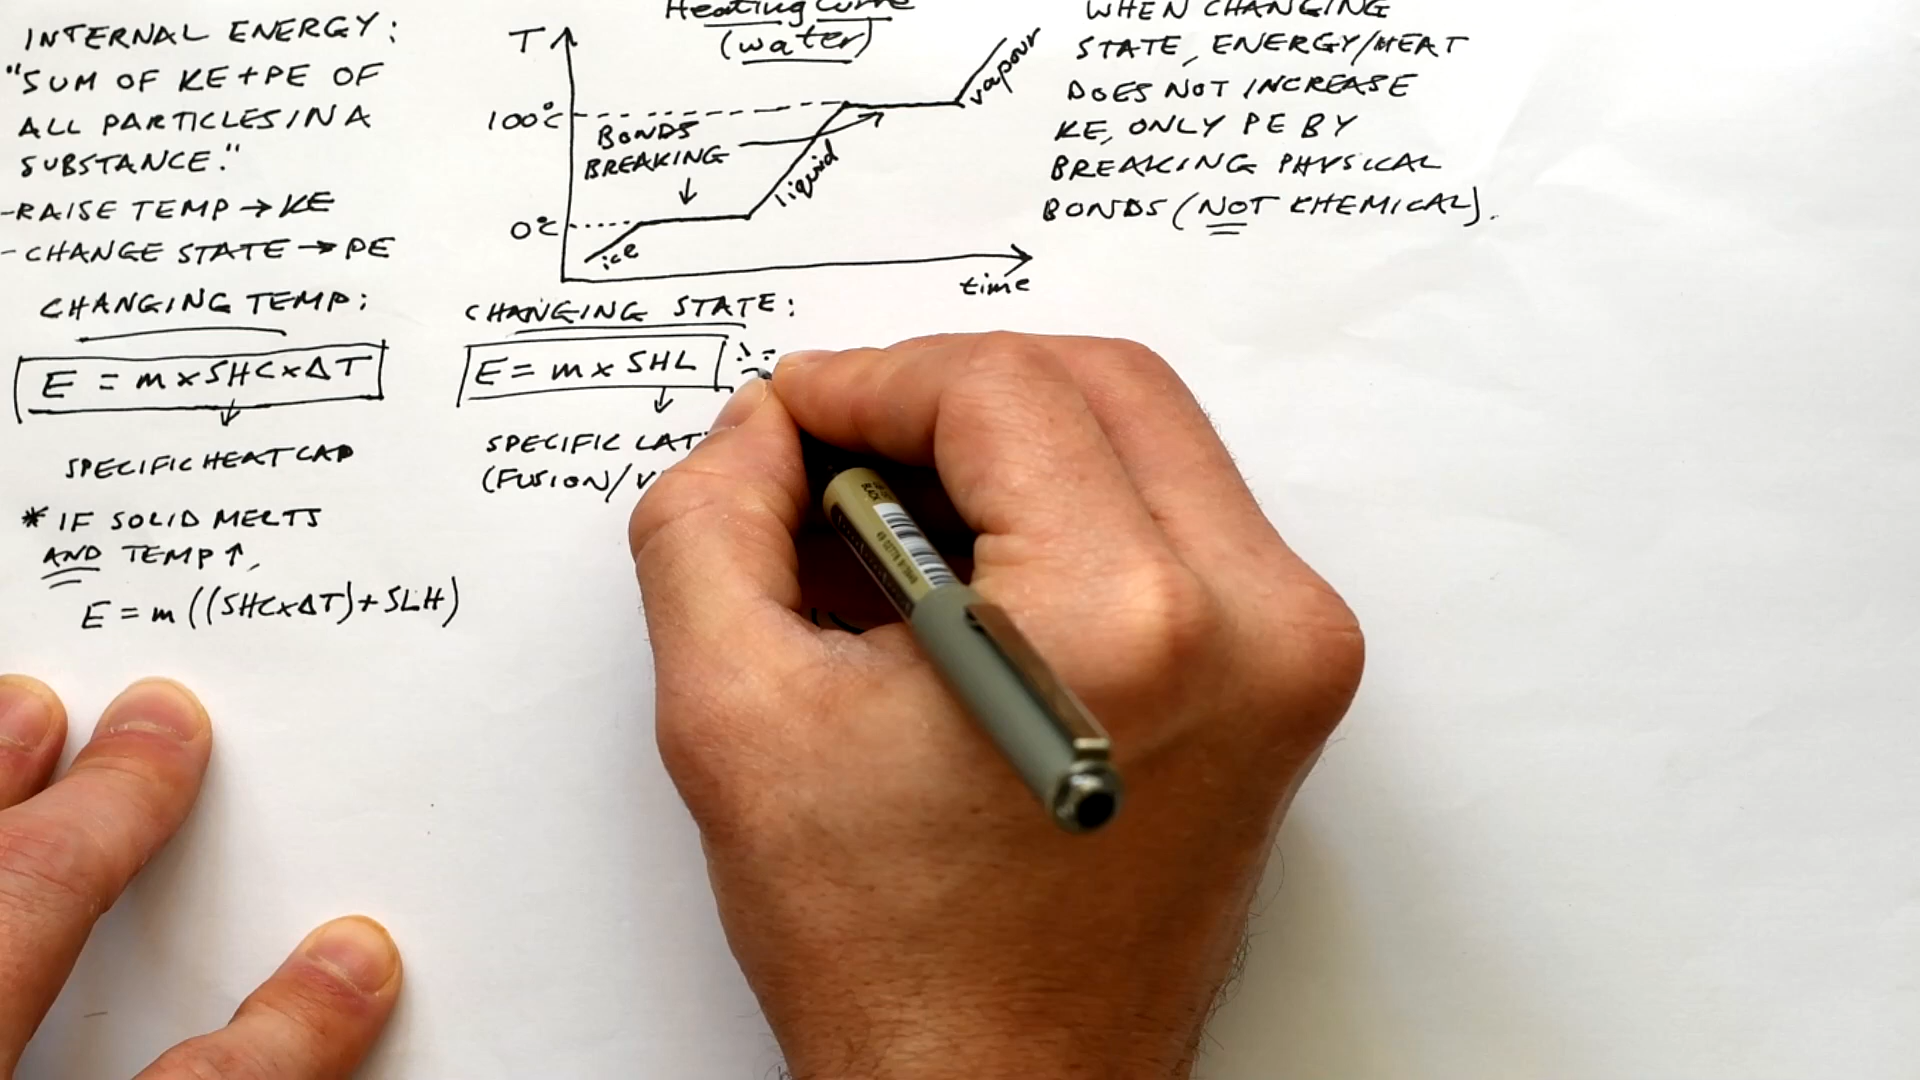 INTERNAL ENERGY:
"SUM OF KE+PE OF
ALL PARTICLES IN A
SUBSTANCE."
-RAISE TEMP→KE
-CHANGE STATE→PE
Heating Curve
(water)
T
100°C
BONDS
BREAKING
0°C
ice
liquid
vapour
time
WHEN CHANGING
STATE, ENERGY/HEAT
DOES NOT INCREASE
KE, ONLY PE BY
BREAKING PHYSICAL
BONDS (NOT CHEMICAL).
CHANGING TEMP:
E = m x SHC x ΔT
SPECIFIC HEAT CAP
* IF SOLID MELTS
AND TEMP↑,
E = m((SHC x ΔT)+SLH)
CHANGING STATE:
E = m x SHL
SPECIFIC LAT
(FUSION/V